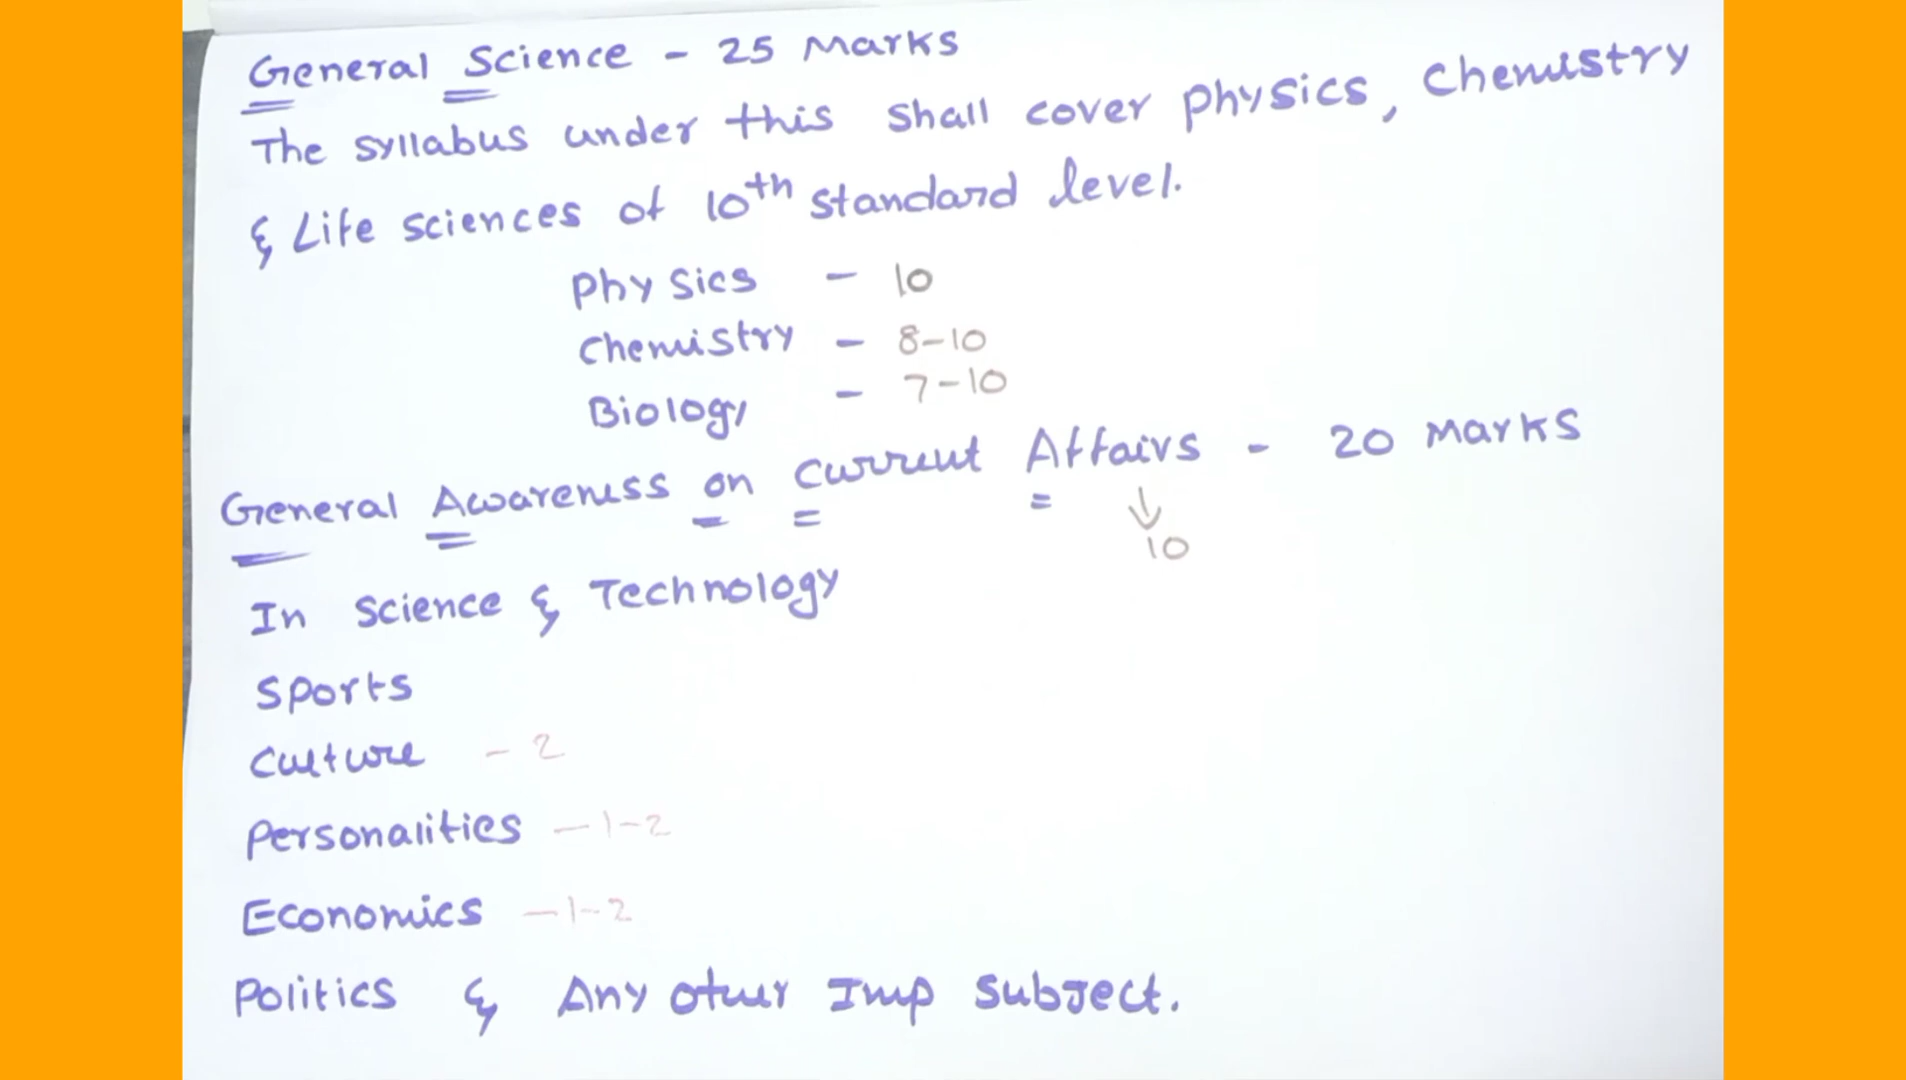 General Science - 25 Marks
The syllabus under this shall cover physics, Chemistry
& Life sciences of 10th standard level.
Physics - 10
Chemistry - 8-10
Biology - 7-10
General Awareness on Current Affairs - 20 Marks
↓
10
In Science & Technology
Sports
Culture - 2
Personalities - 1-2
Economics - 1-2
Politics & Any other Imp subject.